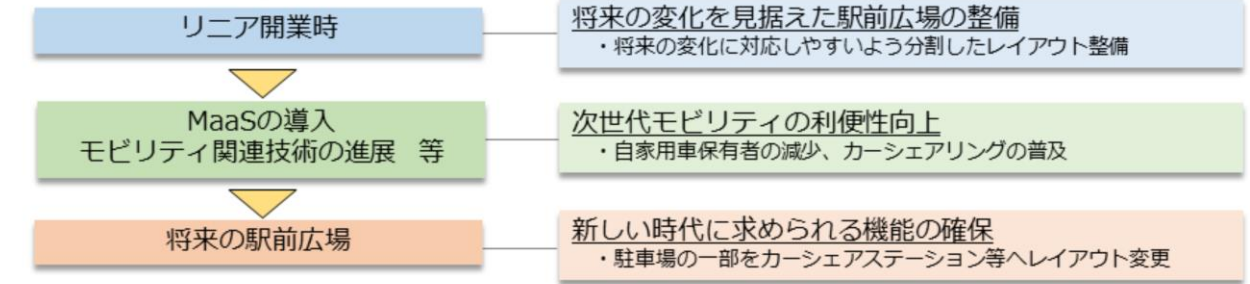 リニア開業時
将来の変化を見据えた駅前広場の整備
・将来の変化に対応しやすいよう分割したレイアウト整備
MaaSの導入
モビリティ関連技術の進展　等
次世代モビリティの利便性向上
・自家用車保有者の減少、カーシェアリングの普及
将来の駅前広場
新しい時代に求められる機能の確保
・駐車場の一部をカーシェアステーション等へレイアウト変更